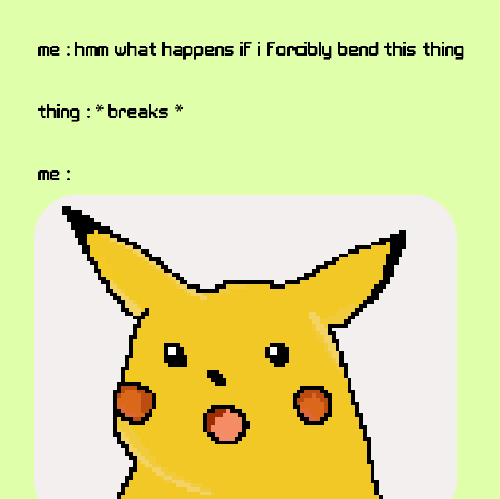 me : hmm what happens if i forcibly bend this thing
thing : * breaks *
me :